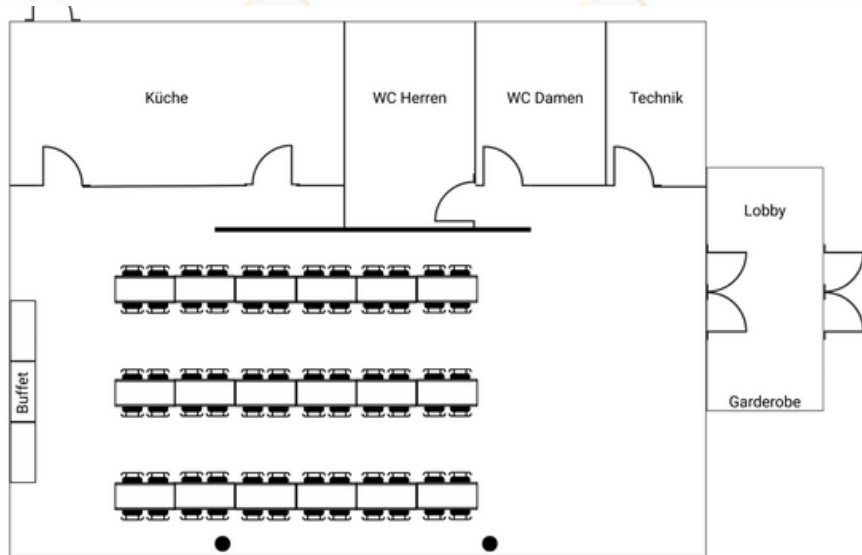 Küche
WC Herren
WC Damen
Technik
Lobby
Buffet
Garderobe